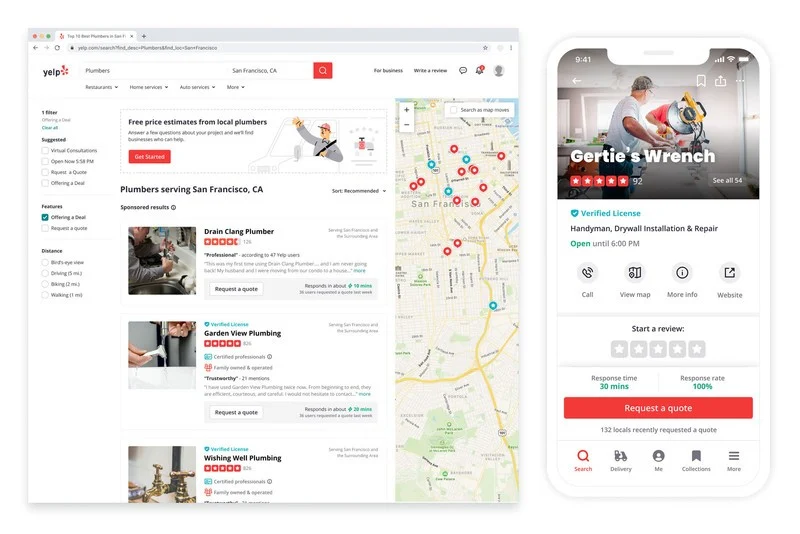 Top 10 Best Plumbers in San F
yelp.com/search?find_desc=Plumbers&find_loc=San+Francisco
yelp
Plumbers
San Francisco, CA
For business
Write a review
Restaurants
Home services
Auto services
More
1 filter
Offering a Deal
Clear all
Suggested
Virtual Consultations
Open Now 5:58 PM
Rquest a Quote
Offering a Deal
Features
Offering a Deal
Request a quote
Distance
Bird's-eye view
Driving (5 mi.)
Biking (2 mi.)
Walking (1 mi)
Free price estimates from local plumbers
Answer a few questions about your project and we'll find
businesses who can help.
Get Started
Plumbers serving San Francisco, CA
Sort: Recommended
Sponsored results
Drain Clang Plumber
126
Serving San Francisco and
the Surrounding Area
"Professional" - according to 47 Yelp users
"This was my first time using Drain Clang Plumber.... and I am never going
back! My husband and I were moving from our condo to a house..." more
Request a quote
Responds in about 10 mins
36 users requested a quote last week
Verified License
Garden View Plumbing
826
Serving San Francisco and
the Surrounding Area
Certified professionals
Family owned & operated
"Trustworthy" - 21 mentions
"I have used Garden View Plumbing twice now. From beginning to end, they
are efficient, courteous, and careful. I would not hesitate to contact..." more
Request a quote
Responds in about 20 mins
36 users requested a quote last week
Verified License
Wishing Well Plumbing
826
Serving San Francisco and
the Surrounding Area
Certified professionals
Family owned & operated
Search as map moves
San Francisco
9:41
Gertie's Wrench
92
See all 54
Verified License
Handyman, Drywall Installation & Repair
Open until 6:00 PM
Call
View map
More info
Website
Start a review:
Response time
30 mins
Response rate
100%
Request a quote
132 locals recently requested a quote
Search
Delivery
Me
Collections
More